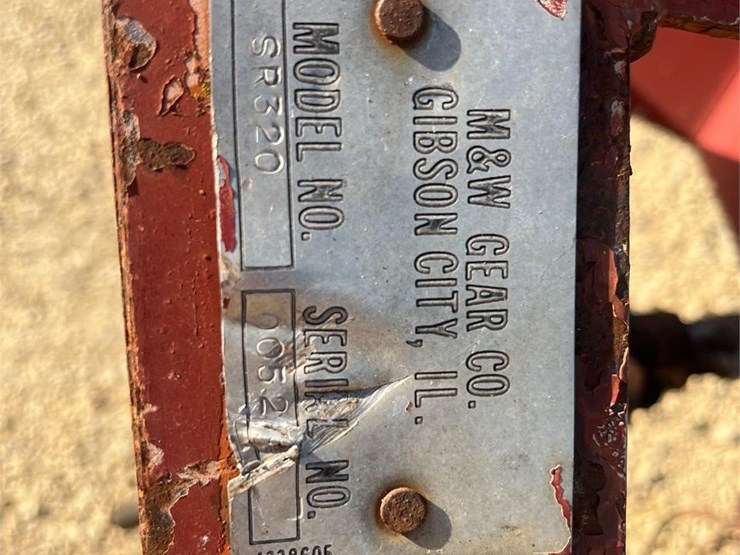 M&W GEAR CO.
GIBSON CITY, IL.
MODEL NO.
SR320
SERIAL NO.